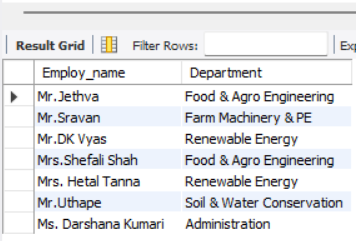 Result Grid Filter Rows: Exp
Employ_name Department
Mr.Jethva Food & Agro Engineering
Mr.Sravan Farm Machinery & PE
Mr.DK Vyas Renewable Energy
Mrs.Shefali Shah Food & Agro Engineering
Mrs. Hetal Tanna Renewable Energy
Mr.Uthape Soil & Water Conservation
Ms. Darshana Kumari Administration